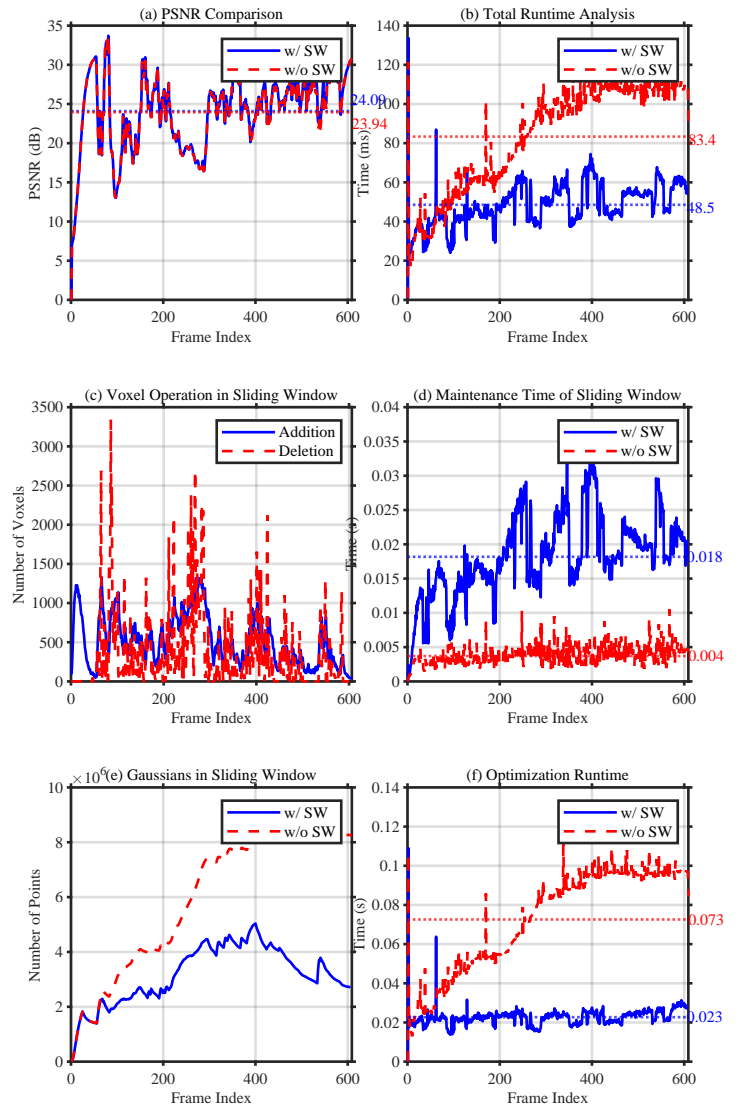 (a) PSNR Comparison
35
30
25
20
15
10
5
0
PSNR (dB)
w/ SW
w/o SW
24.09
23.94
0 200 400 600
Frame Index
(b) Total Runtime Analysis
140
120
100
80
60
40
20
0
Time (ms)
w/ SW
w/o SW
83.4
48.5
0 200 400 600
Frame Index
(c) Voxel Operation in Sliding Window
3500
3000
2500
2000
1500
1000
500
0
Number of Voxels
Addition
Deletion
0 200 400 600
Frame Index
(d) Maintenance Time of Sliding Window
0.04
0.035
0.03
0.025
0.02
0.015
0.01
0.005
0
Time (s)
w/ SW
w/o SW
0.018
0.004
0 200 400 600
Frame Index
×10⁶
(e) Gaussians in Sliding Window
10
8
6
4
2
0
Number of Points
w/ SW
w/o SW
0 200 400 600
Frame Index
(f) Optimization Runtime
0.14
0.12
0.1
0.08
0.06
0.04
0.02
0
Time (s)
w/ SW
w/o SW
0.073
0.023
0 200 400 600
Frame Index